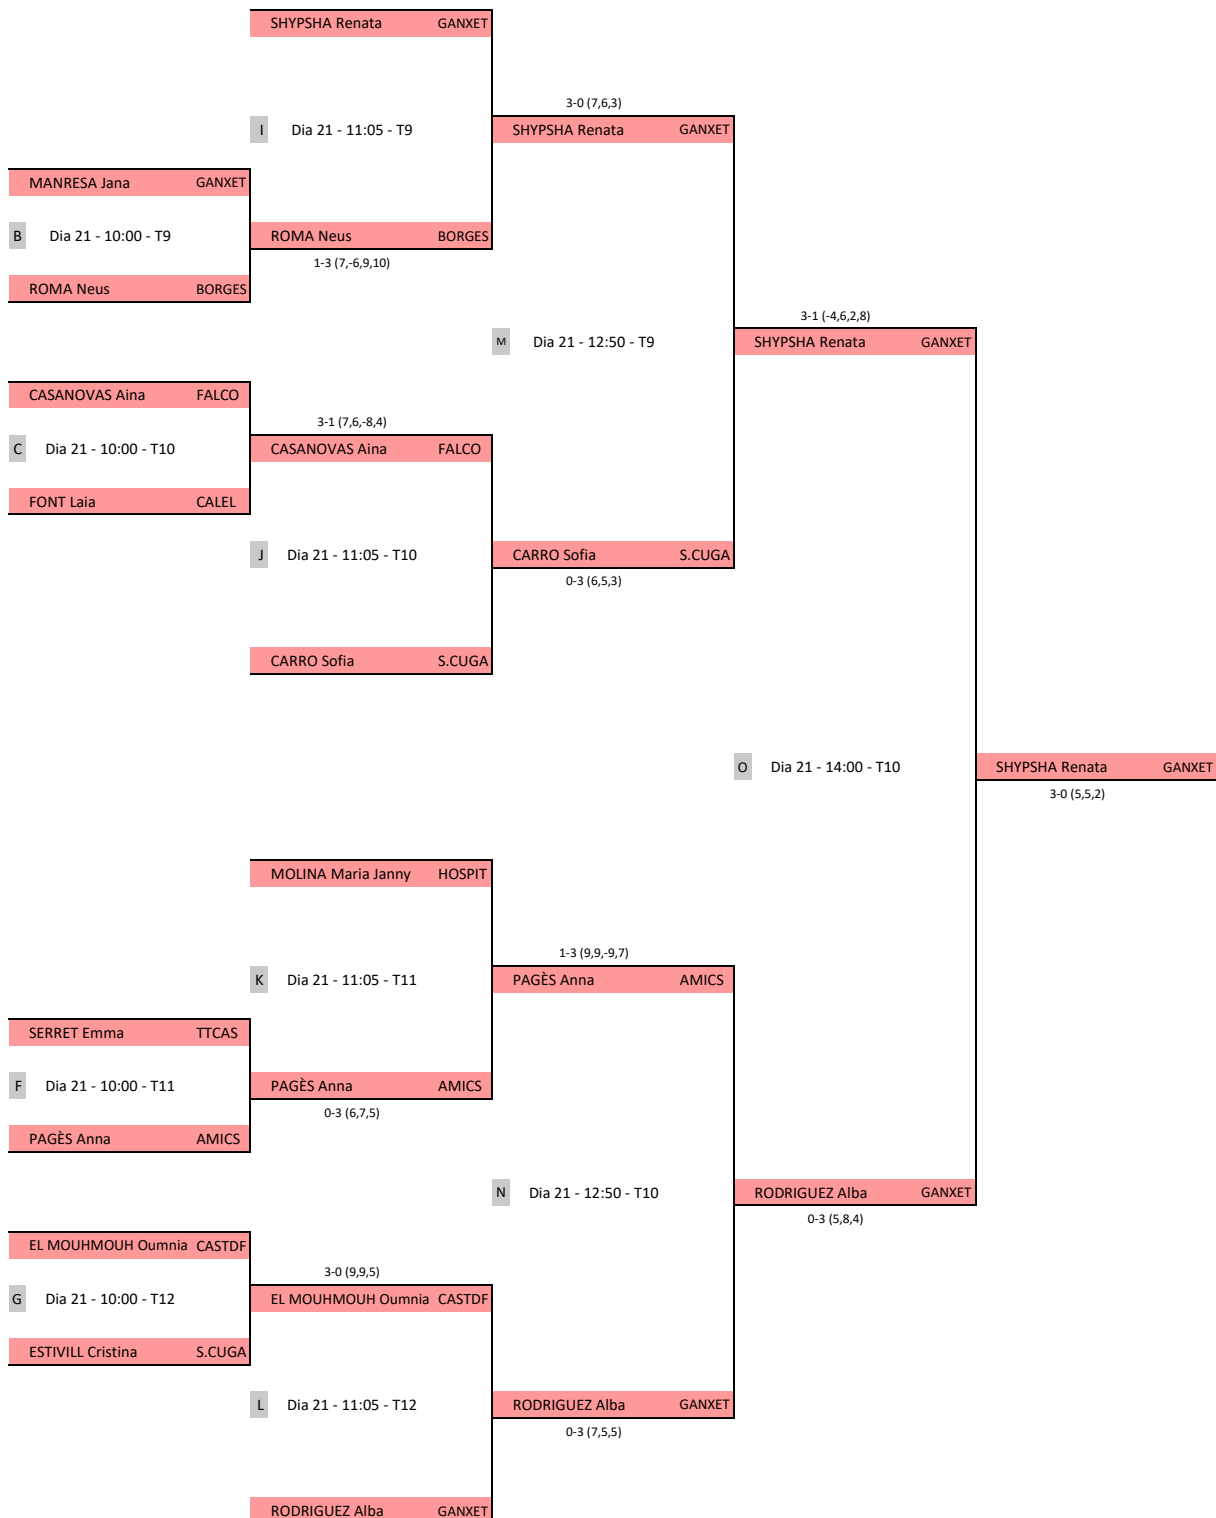 SHYPSHA Renata GANXET
3-0 (7,6,3)
I Dia 21 - 11:05 - T9 SHYPSHA Renata GANXET
MANRESA Jana GANXET
B Dia 21 - 10:00 - T9 ROMA Neus BORGES
1-3 (7,-6,9,10)
ROMA Neus BORGES
3-1 (-4,6,2,8)
M Dia 21 - 12:50 - T9 SHYPSHA Renata GANXET
CASANOVAS Aina FALCO
3-1 (7,6,-8,4)
C Dia 21 - 10:00 - T10 CASANOVAS Aina FALCO
FONT Laia CALEL
J Dia 21 - 11:05 - T10 CARRO Sofia S.CUGA
0-3 (6,5,3)
CARRO Sofia S.CUGA
O Dia 21 - 14:00 - T10 SHYPSHA Renata GANXET
3-0 (5,5,2)
MOLINA Maria Janny HOSPIT
1-3 (9,9,-9,7)
K Dia 21 - 11:05 - T11 PAGÈS Anna AMICS
SERRET Emma TTCAS
F Dia 21 - 10:00 - T11 PAGÈS Anna AMICS
0-3 (6,7,5)
PAGÈS Anna AMICS
N Dia 21 - 12:50 - T10 RODRIGUEZ Alba GANXET
0-3 (5,8,4)
EL MOUHMOUH Oumnia CASTDF
3-0 (9,9,5)
G Dia 21 - 10:00 - T12 EL MOUHMOUH Oumnia CASTDF
ESTIVILL Cristina S.CUGA
L Dia 21 - 11:05 - T12 RODRIGUEZ Alba GANXET
0-3 (7,5,5)
RODRIGUEZ Alba GANXET